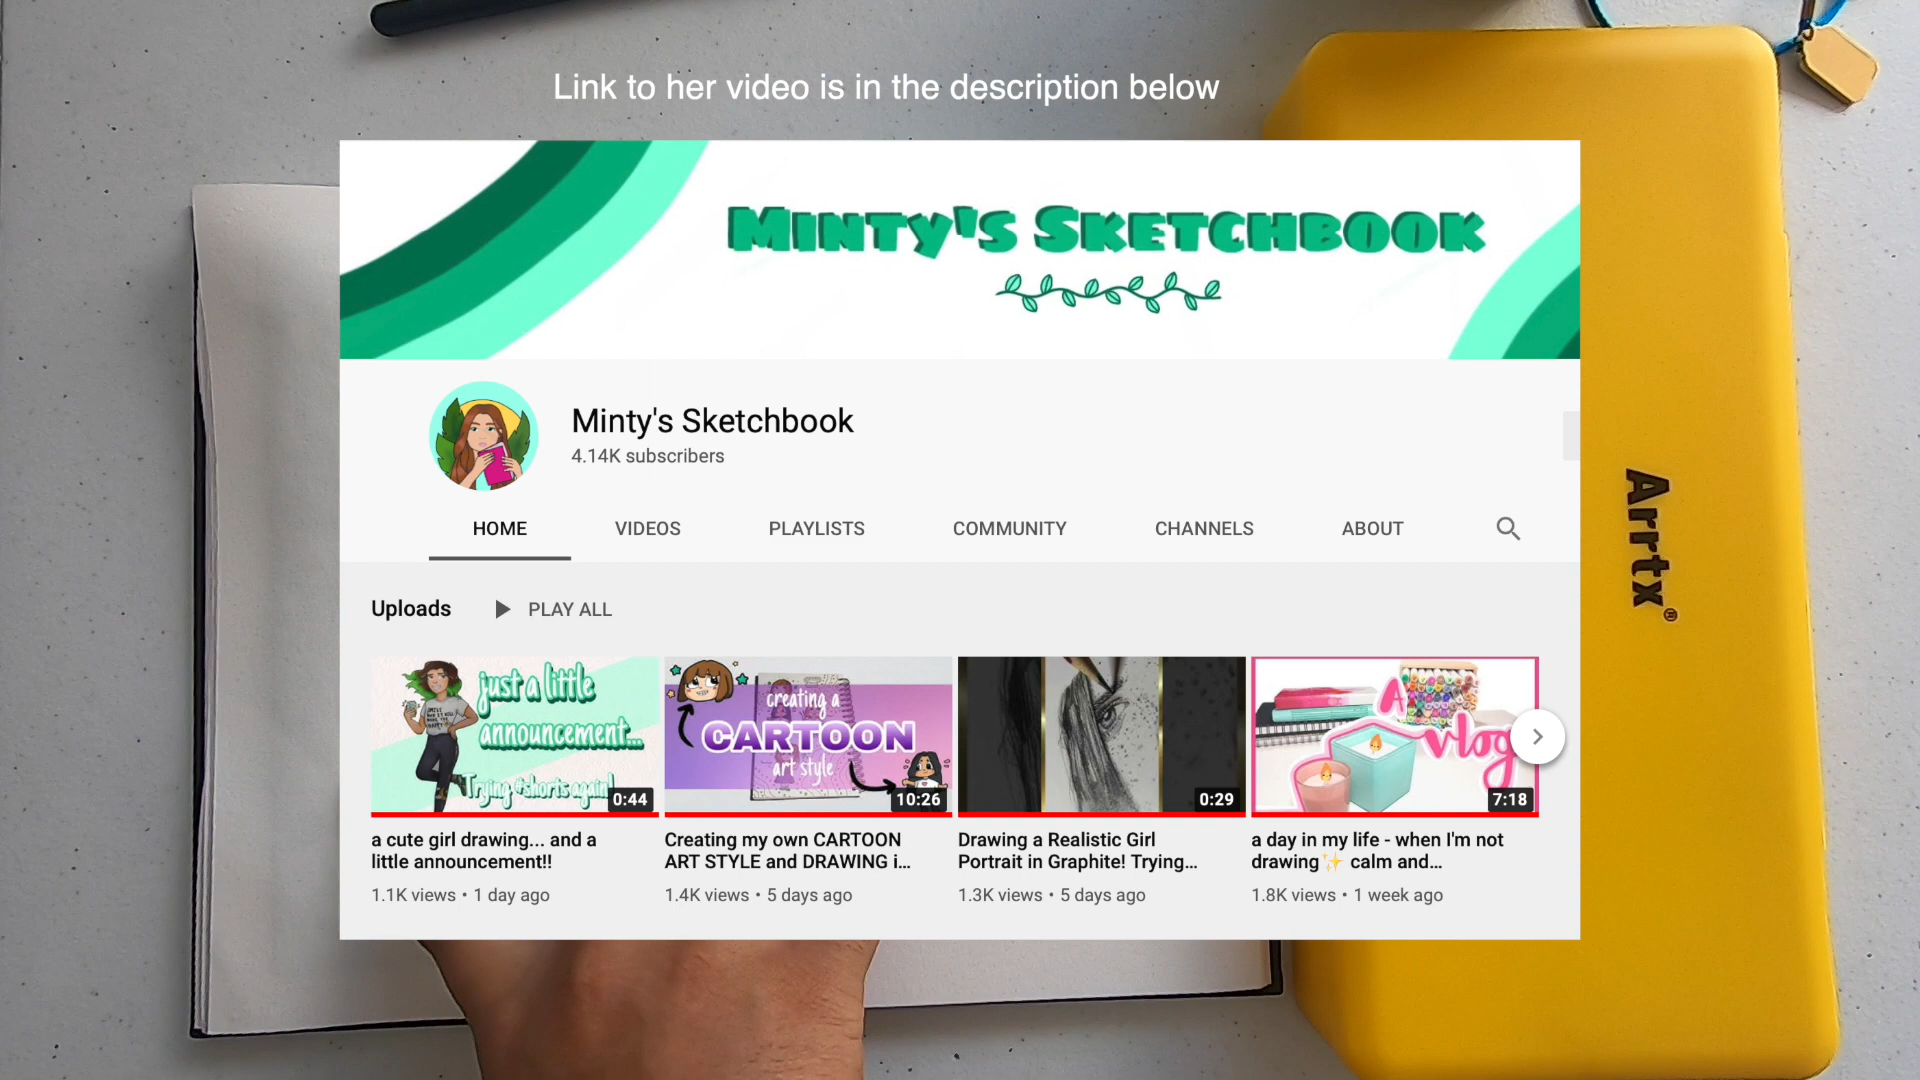 Link to her video is in the description below
MINTY'S SKETCHBOOK
Minty's Sketchbook
4.14K subscribers
HOME VIDEOS PLAYLISTS COMMUNITY CHANNELS ABOUT
Uploads PLAY ALL
just a little
announcement...
Trying #shorts again!
0:44
creating a
CARTOON
art style
10:26
0:29
A
vlog
7:18
a cute girl drawing... and a
little announcement!!
1.1K views • 1 day ago
Creating my own CARTOON
ART STYLE and DRAWING i...
1.4K views • 5 days ago
Drawing a Realistic Girl
Portrait in Graphite! Trying...
1.3K views • 5 days ago
a day in my life - when I'm not
drawing✨ calm and...
1.8K views • 1 week ago
Arrtx®